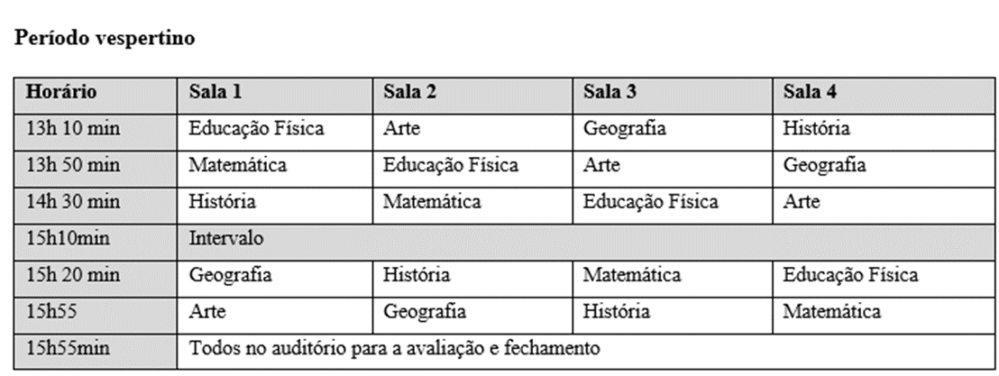 Período vespertino
Horário Sala 1 Sala 2 Sala 3 Sala 4
13h 10 min Educação Física Arte Geografia História
13h 50 min Matemática Educação Física Arte Geografia
14h 30 min História Matemática Educação Física Arte
15h10min Intervalo
15h 20 min Geografia História Matemática Educação Física
15h55 Arte Geografia História Matemática
15h55min Todos no auditório para a avaliação e fechamento